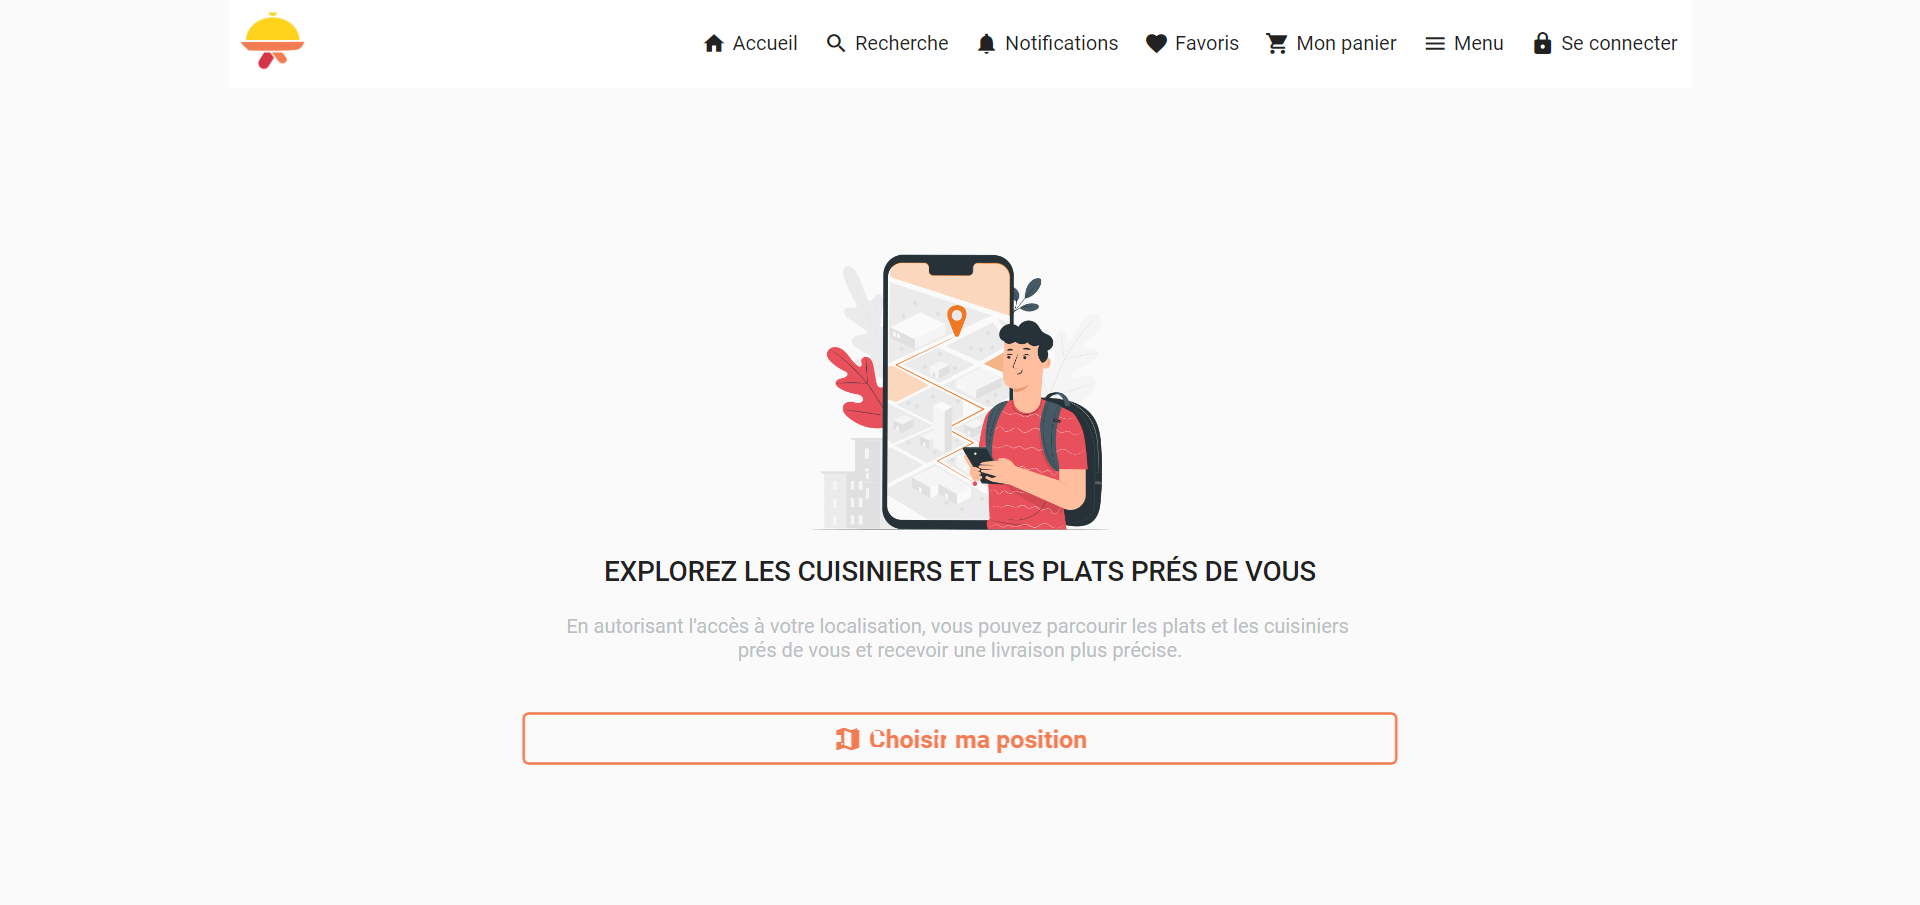 Accueil
Recherche
Notifications
Favoris
Mon panier
Menu
Se connecter
EXPLOREZ LES CUISINIERS ET LES PLATS PRÉS DE VOUS
En autorisant l'accès à votre localisation, vous pouvez parcourir les plats et les cuisiniers
prés de vous et recevoir une livraison plus précise.
Choisir ma position